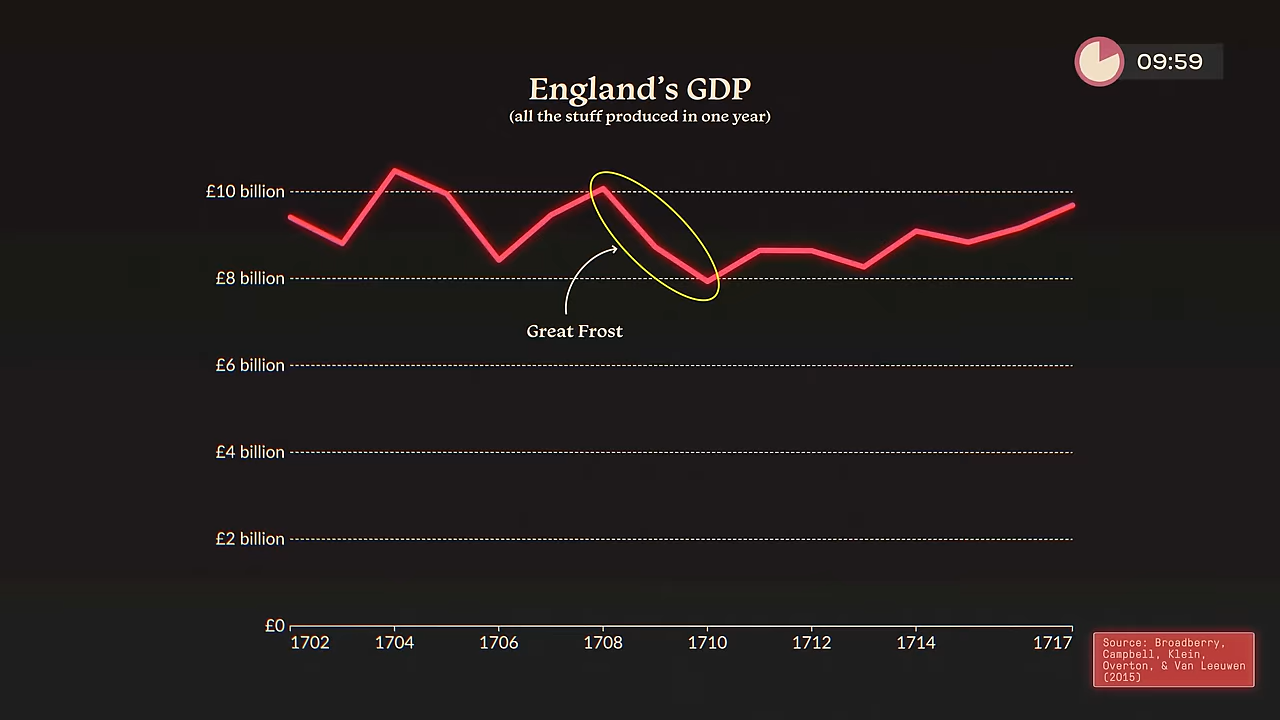 09:59
England’s GDP
(all the stuff produced in one year)
£10 billion
£8 billion
Great Frost
£6 billion
£4 billion
£2 billion
£0
1702 1704 1706 1708 1710 1712 1714 1717
Source: Broadberry,
Campbell, Klein,
Overton, & Van Leeuwen
(2015)